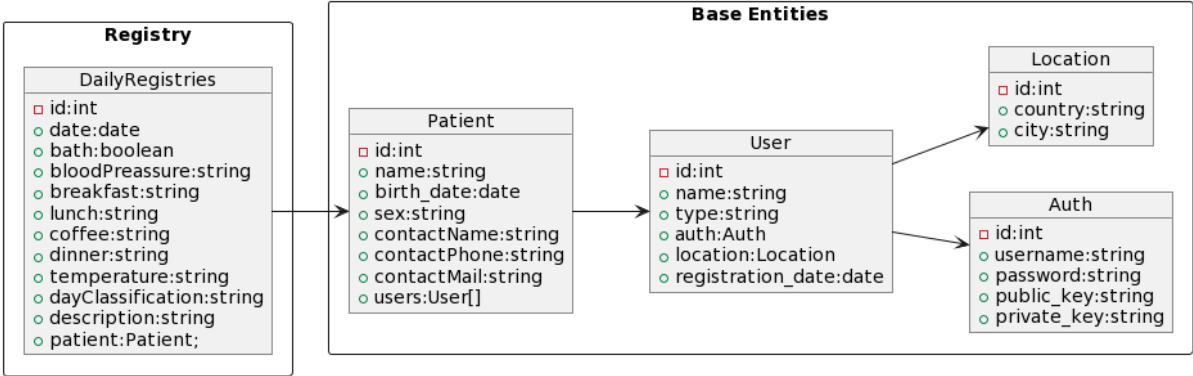 Registry
DailyRegistries
id:int
date:date
bath:boolean
bloodPreassure:string
breakfast:string
lunch:string
coffee:string
dinner:string
temperature:string
dayClassification:string
description:string
patient:Patient;
Base Entities
Patient
id:int
name:string
birth_date:date
sex:string
contactName:string
contactPhone:string
contactMail:string
users:User[]
User
id:int
name:string
type:string
auth:Auth
location:Location
registration_date:date
Location
id:int
country:string
city:string
Auth
id:int
username:string
password:string
public_key:string
private_key:string